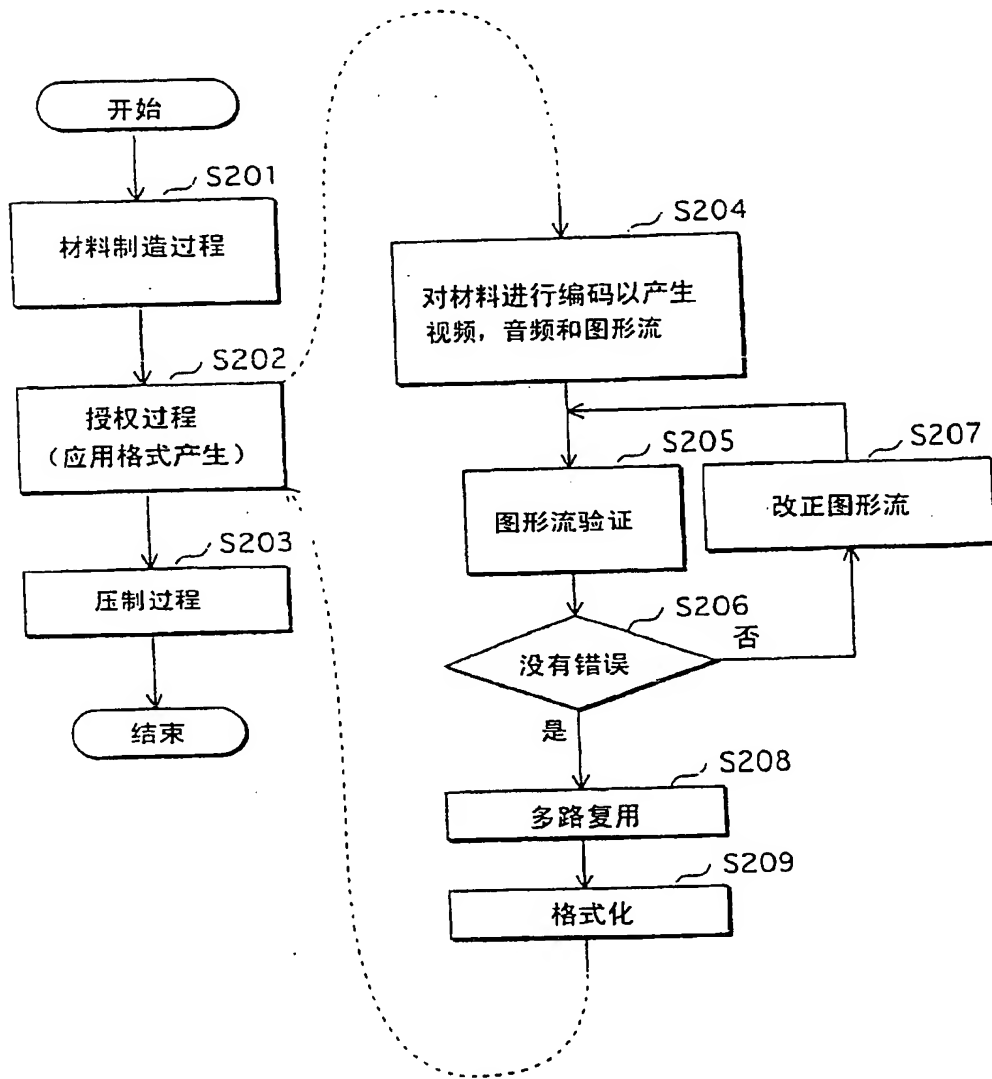 开始
S201
材料制造过程
S202
授权过程
（应用格式产生）
S203
压制过程
结束
S204
对材料进行编码以产生
视频，音频和图形流
S205
图形流验证
S207
改正图形流
S206
没有错误
否
是
S208
多路复用
S209
格式化